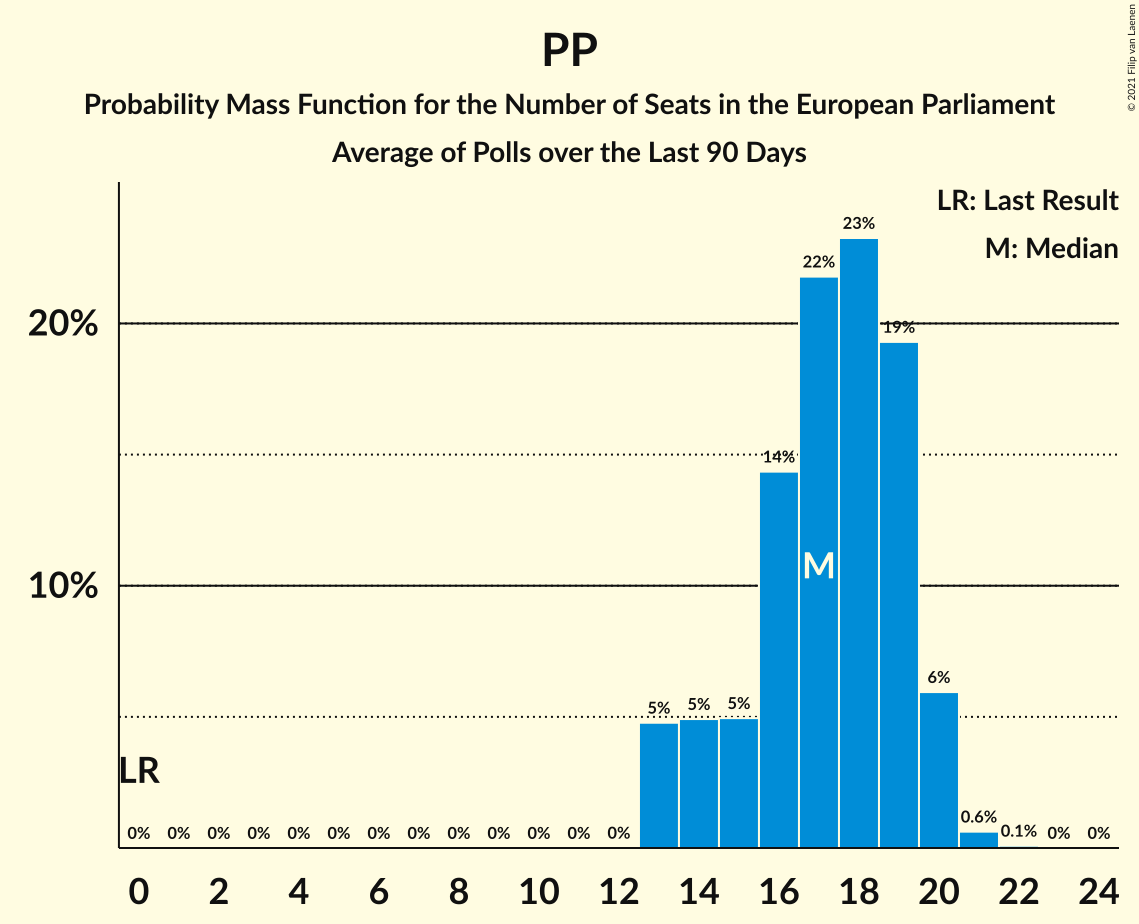 PP
Probability Mass Function for the Number of Seats in the European Parliament
Average of Polls over the Last 90 Days
© 2021 Filip van Laenen
LR: Last Result
M: Median
23%
22%
20%
19%
14%
M
10%
6%
5% 5% 5%
LR
0.6%
0% 0% 0% 0% 0% 0% 0% 0% 0% 0% 0% 0% 0% 0.1% 0% 0%
0 2 4 6 8 10 12 14 16 18 20 22 24